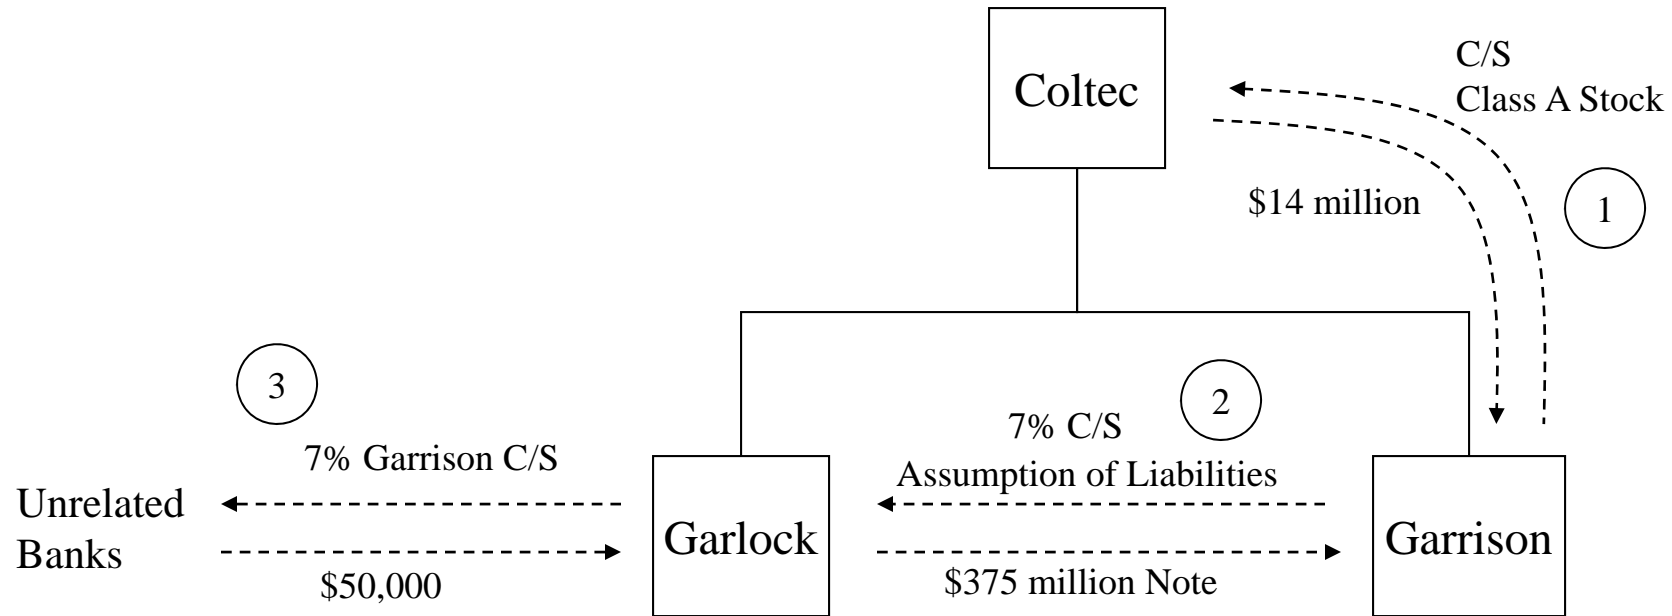 Coltec
C/S
Class A Stock
$14 million
1
3
2
7% C/S
Assumption of Liabilities
7% Garrison C/S
Unrelated
Banks
Garlock
Garrison
$50,000
$375 million Note